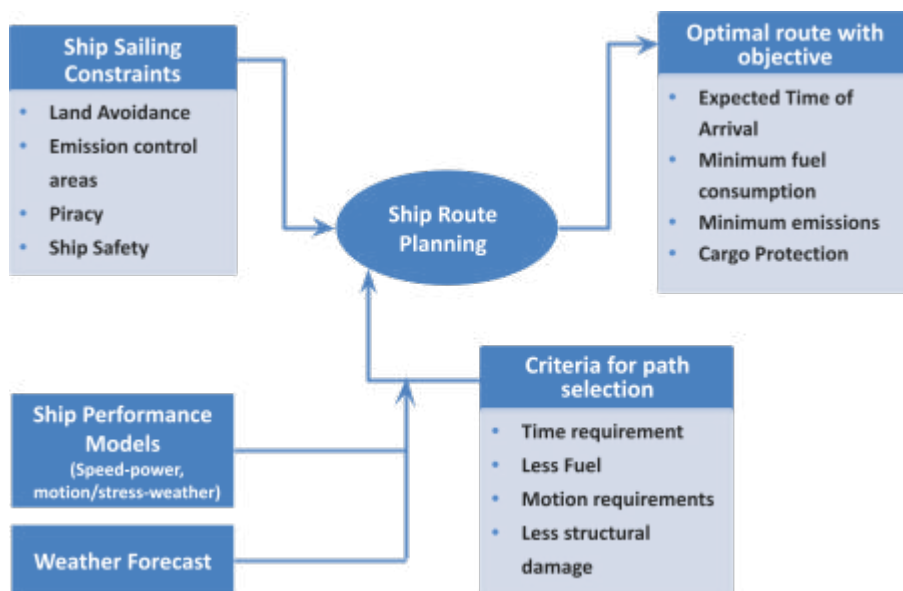 Ship Sailing
Constraints
• Land Avoidance
• Emission control
areas
• Piracy
• Ship Safety
Optimal route with
objective
• Expected Time of
Arrival
• Minimum fuel
consumption
• Minimum emissions
• Cargo Protection
Ship Route
Planning
Criteria for path
selection
• Time requirement
• Less Fuel
• Motion requirements
• Less structural
damage
Ship Performance
Models
(Speed-power,
motion/stress-weather)
Weather Forecast